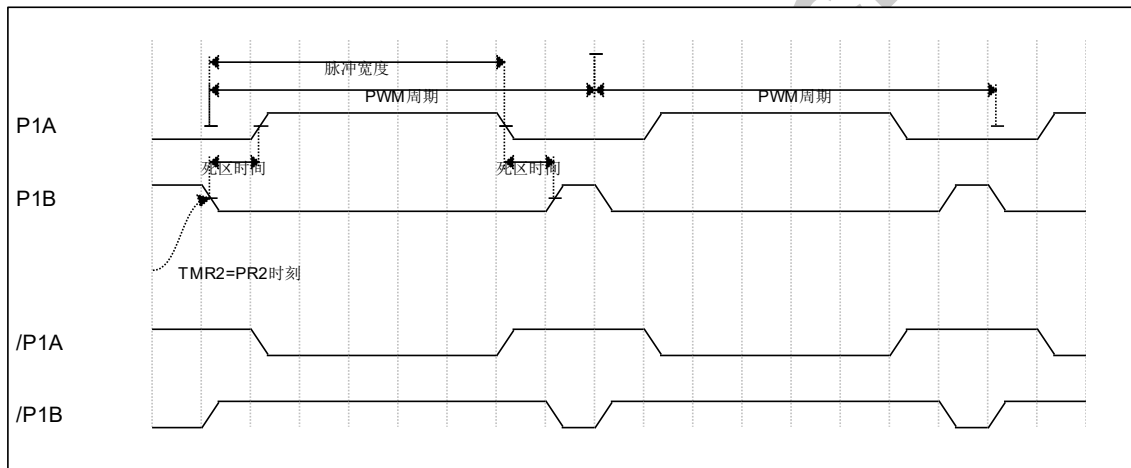 脉冲宽度
PWM周期
PWM周期
P1A
死区时间
死区时间
P1B
TMR2=PR2时刻
/P1A
/P1B